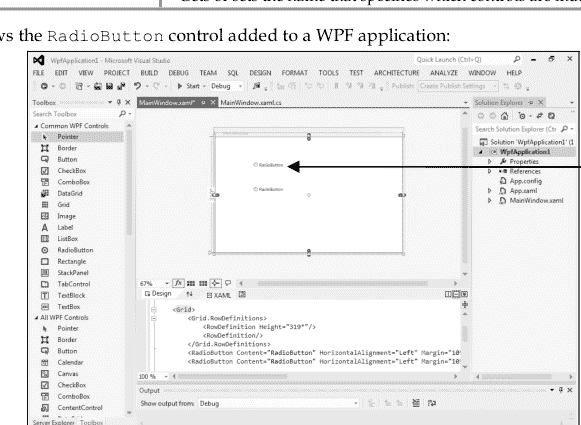 ws the RadioButton control added to a WPF application:
WpfApplication1 - Microsoft Visual Studio
Quick Launch (Ctrl+Q)
FILE EDIT VIEW PROJECT BUILD DEBUG TEAM SQL DESIGN FORMAT TOOLS TEST ARCHITECTURE ANALYZE WINDOW HELP
Start Debug Publish: Create Publish Settings
Toolbox
MainWindow.xaml* MainWindow.xaml.cs
Solution Explorer
Search Toolbox
Search Solution Explorer (Ctr
Common WPF Controls
Pointer
Border
Button
CheckBox
ComboBox
DataGrid
Grid
Image
Label
ListBox
RadioButton
Rectangle
StackPanel
TabControl
TextBlock
TextBox
All WPF Controls
Pointer
Border
Button
Calendar
Canvas
CheckBox
ComboBox
ContentControl
Server Explorer Toolbox
RadioButton
RadioButton
67%
Design XAML
<Grid>
<Grid.RowDefinitions>
<RowDefinition Height="319*"/>
<RowDefinition/>
</Grid.RowDefinitions>
<RadioButton Content="RadioButton" HorizontalAlignment="Left" Margin="10
<RadioButton Content="RadioButton" HorizontalAlignment="Left" Margin="10
100 %
Output
Show output from: Debug
Solution 'WpfApplication1' (1
WpfApplication1
Properties
References
App.config
App.xaml
MainWindow.xaml